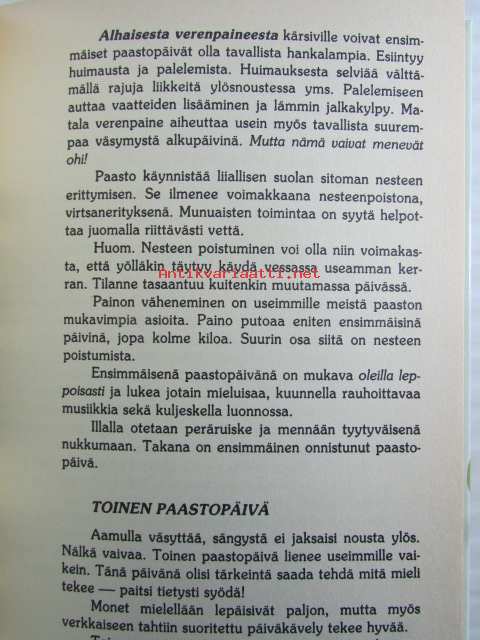 Alhaisesta verenpaineesta kärsiville voivat ensim-
mäiset paastopäivät olla tavallista hankalampia. Esiintyy
huimausta ja palelemista. Huimauksesta selviää välttä-
mällä rajuja liikkeitä ylösnoustessa yms. Palelemiseen
auttaa vaatteiden lisääminen ja lämmin jalkakylpy. Ma-
tala verenpaine aiheuttaa usein myös tavallista suurem-
paa väsymystä alkupäivinä. Mutta nämä vaivat menevät
ohi!
Paasto käynnistää liiallisen suolan sitoman nesteen
erittymisen. Se ilmenee voimakkaana nesteenpoistona,
virtsanerityksenä. Munuaisten toimintaa on syytä helpot-
taa juomalla riittävästi vettä.
Huom. Nesteen poistuminen voi olla niin voimakas-
ta, että yölläkin täytyy käydä vessassa useamman ker-
Antikvariaatti.net
ran. Tilanne tasaantuu kuitenkin muutamassa päivässä.
Painon väheneminen on useimmille meistä paaston
mukavimpia asioita. Paino putoaa eniten ensimmäisinä
päivinä, jopa kolme kiloa. Suurin osa siitä on nesteen
poistumista.
Ensimmäisenä paastopäivänä on mukava oleilla lep-
poisasti ja lukea jotain mieluisaa, kuunnella rauhoittavaa
musiikkia sekä kuljeskella luonnossa.
Illalla otetaan peräruiske ja mennään tyytyväisenä
nukkumaan. Takana on ensimmäinen onnistunut paasto-
päivä.
TOINEN PAASTOPÄIVÄ
Aamulla väsyttää, sängystä ei jaksaisi nousta ylös.
Nälkä vaivaa. Toinen paastopäivä lienee useimmille vai-
kein. Tänä päivänä olisi tärkeintä saada tehdä mitä mieli
tekee — paitsi tietysti syödä!
Monet mielellään lepäisivät paljon, mutta myös
verkkaiseen tahtiin suoritettu päiväkävely tekee hyvää.